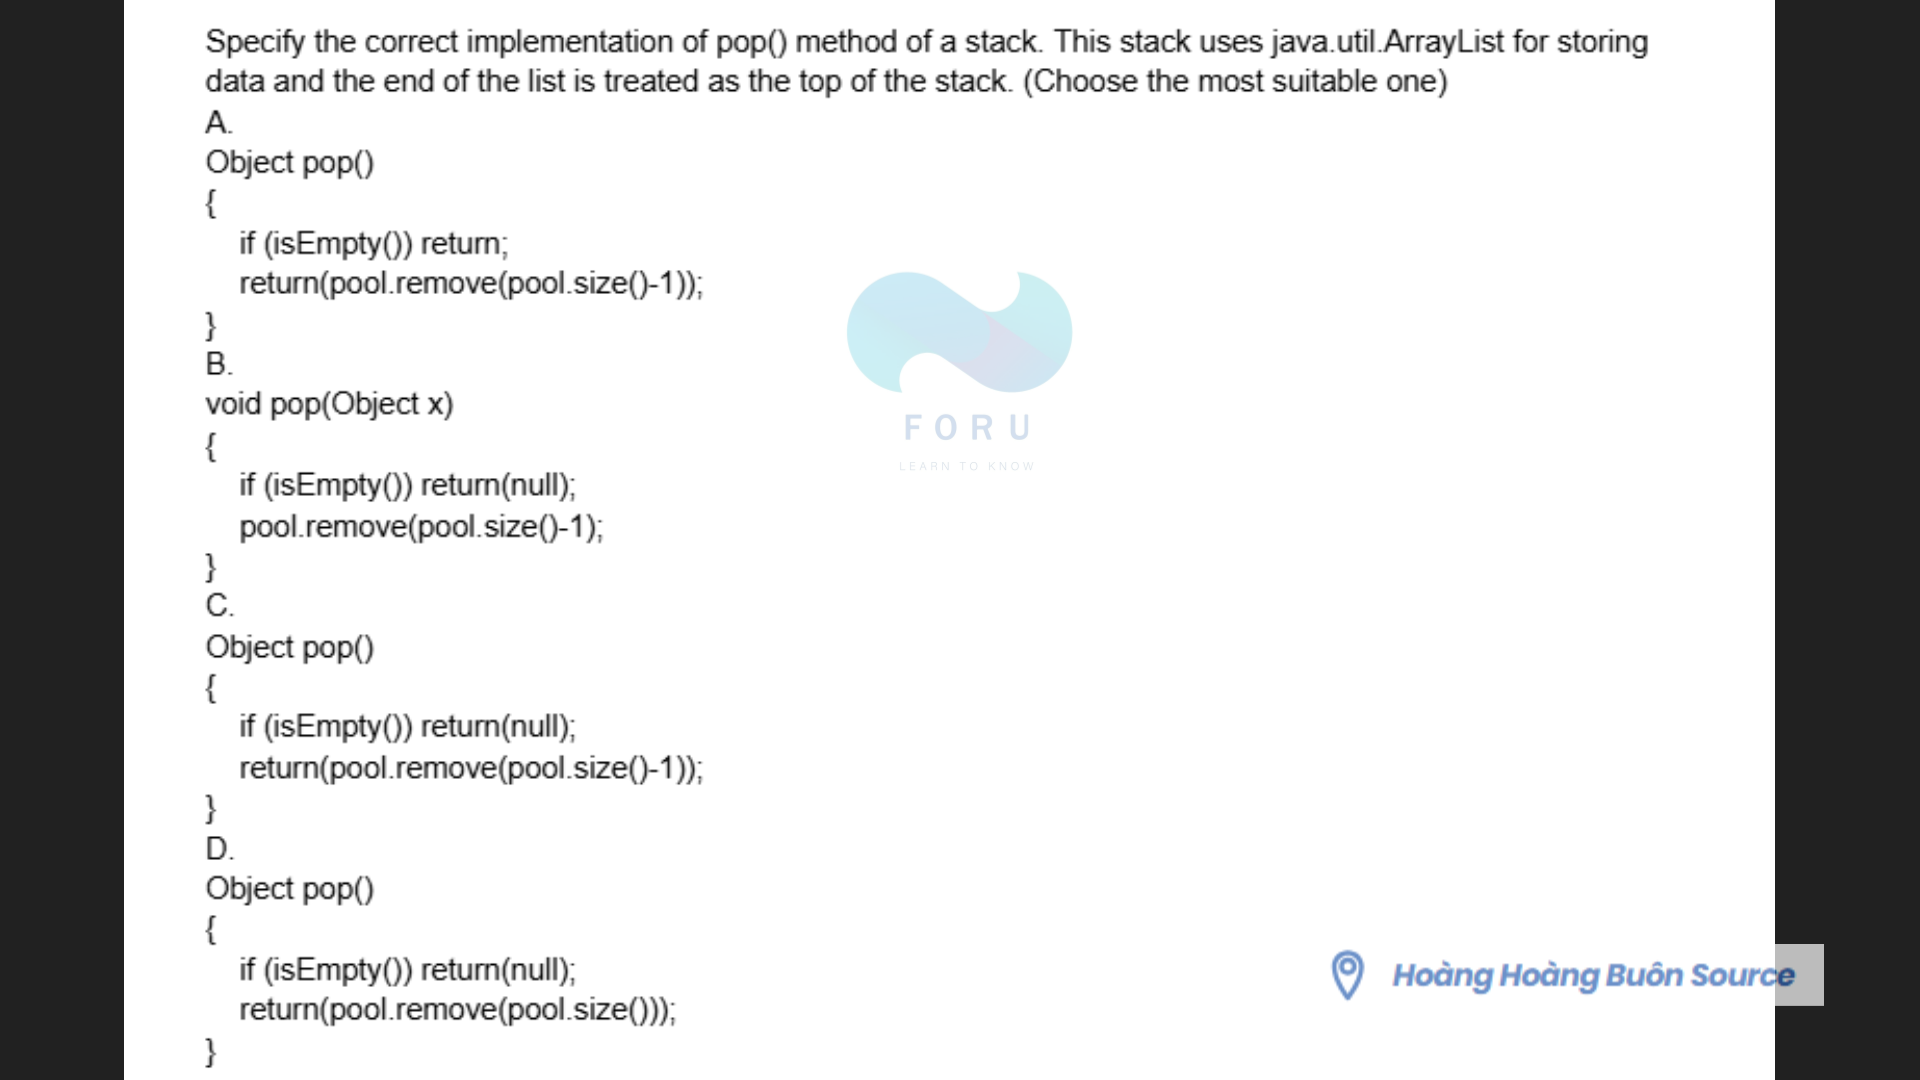 Specify the correct implementation of pop() method of a stack. This stack uses java.util.ArrayList for storing
data and the end of the list is treated as the top of the stack. (Choose the most suitable one)
A.
Object pop()
{
if (isEmpty()) return;
return(pool.remove(pool.size()-1));
}
B.
void pop(Object x)
{
if (isEmpty()) return(null);
pool.remove(pool.size()-1);
}
C.
Object pop()
{
if (isEmpty()) return(null);
return(pool.remove(pool.size()-1));
}
D.
Object pop()
{
if (isEmpty()) return(null);
return(pool.remove(pool.size()));
}
FORU
LEARN TO KNOW
Hoàng Hoàng Buôn Source